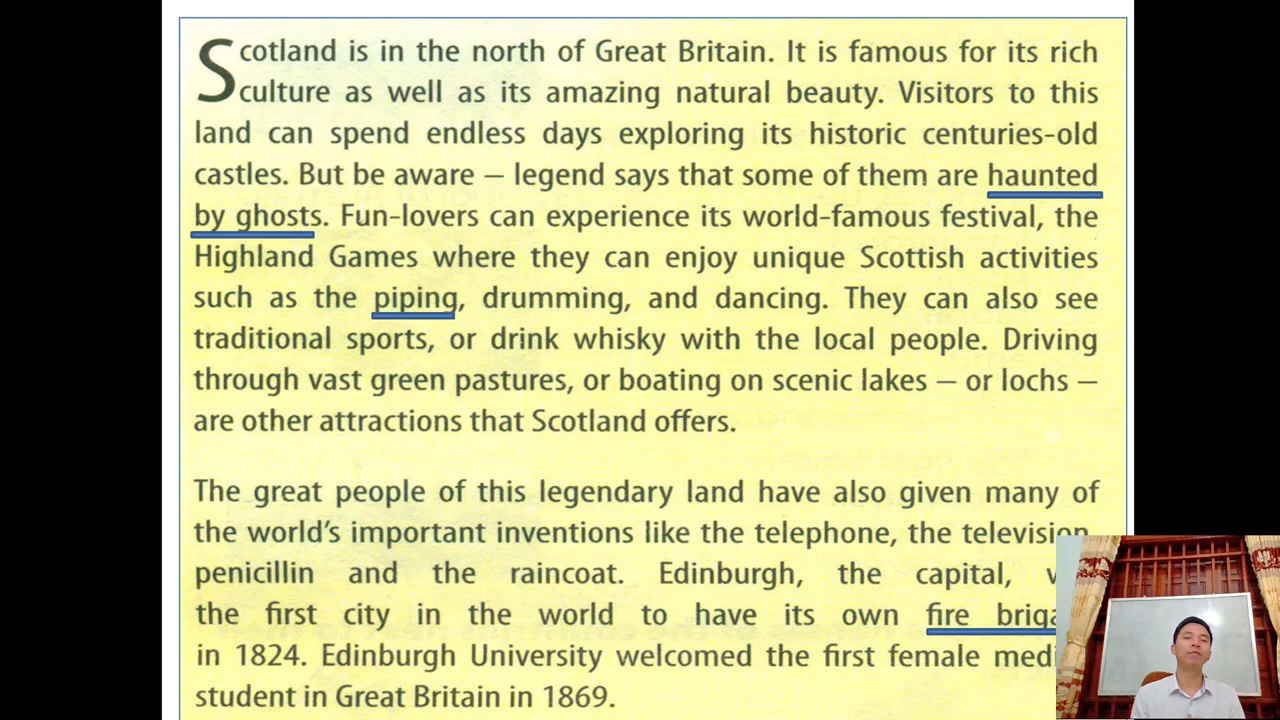 Scotland is in the north of Great Britain. It is famous for its rich
culture as well as its amazing natural beauty. Visitors to this
land can spend endless days exploring its historic centuries-old
castles. But be aware – legend says that some of them are haunted
by ghosts. Fun-lovers can experience its world-famous festival, the
Highland Games where they can enjoy unique Scottish activities
such as the piping, drumming, and dancing. They can also see
traditional sports, or drink whisky with the local people. Driving
through vast green pastures, or boating on scenic lakes – or lochs –
are other attractions that Scotland offers.
The great people of this legendary land have also given many of
the world's important inventions like the telephone, the television,
penicillin and the raincoat. Edinburgh, the capital,
the first city in the world to have its own fire
in 1824. Edinburgh University welcomed the first female
student in Great Britain in 1869.